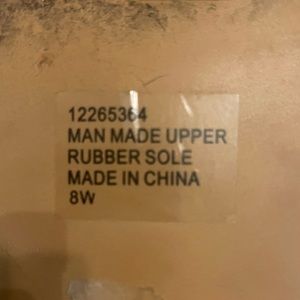 12265364
MAN MADE UPPER
RUBBER SOLE
MADE IN CHINA
8W